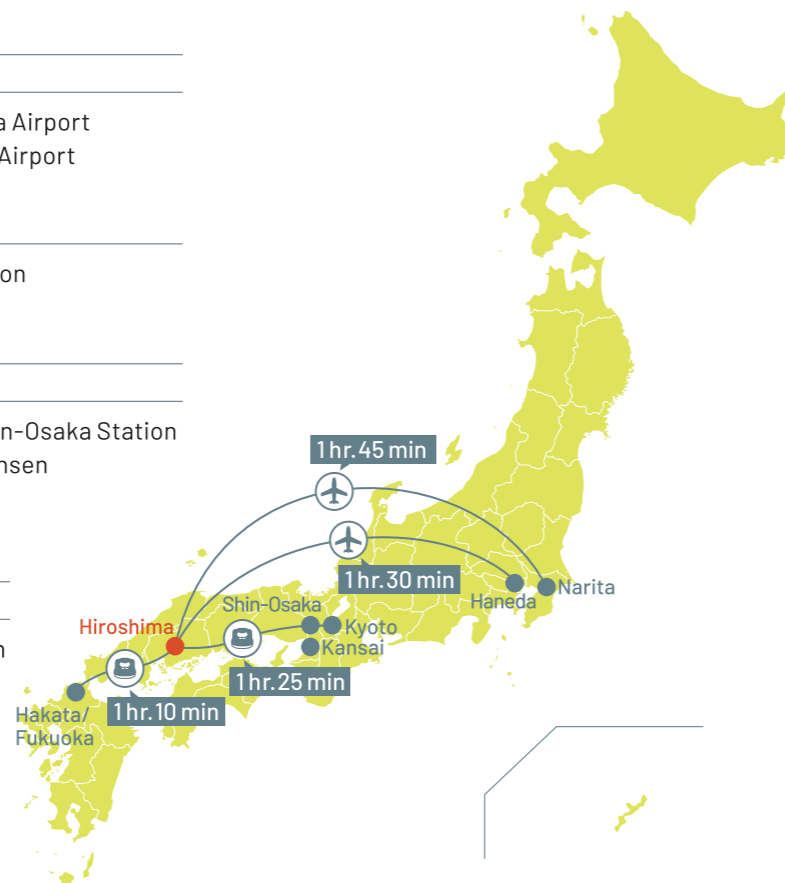 a Airport
Airport
on
n-Osaka Station
nsen
n
1 hr. 45 min
1 hr. 30 min
Haneda
Narita
Shin-Osaka
Hiroshima
Kyoto
Kansai
1 hr. 25 min
1 hr. 10 min
Hakata/
Fukuoka